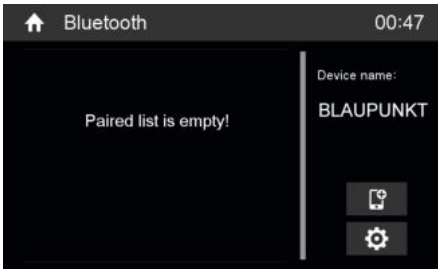 Bluetooth 00:47
Paired list is empty!
Device name:
BLAUPUNKT